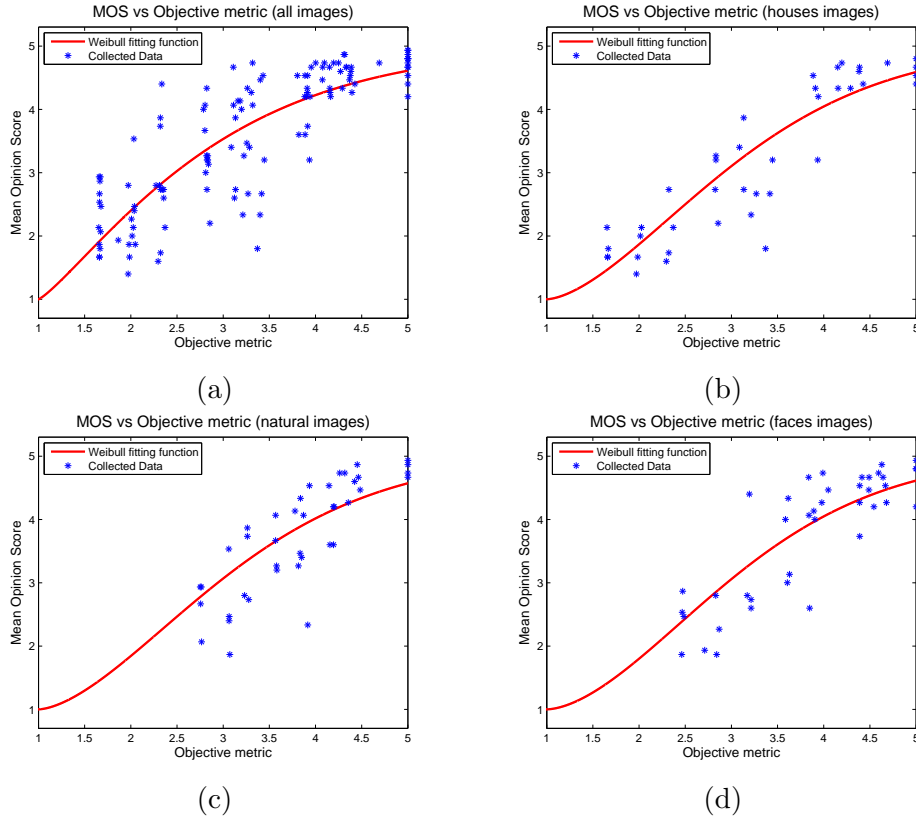 MOS vs Objective metric (all images)
Weibull fitting function
Collected Data
Mean Opinion Score
5
4
3
2
1
1 1.5 2 2.5 3 3.5 4 4.5 5
Objective metric
(a)
MOS vs Objective metric (houses images)
Weibull fitting function
Collected Data
Mean Opinion Score
5
4
3
2
1
1 1.5 2 2.5 3 3.5 4 4.5 5
Objective metric
(b)
MOS vs Objective metric (natural images)
Weibull fitting function
Collected Data
Mean Opinion Score
5
4
3
2
1
1 1.5 2 2.5 3 3.5 4 4.5 5
Objective metric
(c)
MOS vs Objective metric (faces images)
Weibull fitting function
Collected Data
Mean Opinion Score
5
4
3
2
1
1 1.5 2 2.5 3 3.5 4 4.5 5
Objective metric
(d)